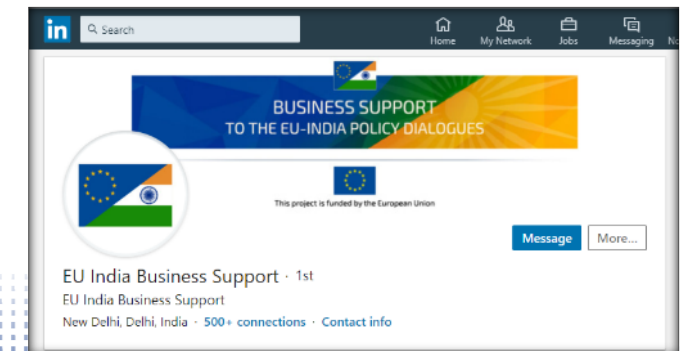 in
Search
Home
My Network
Jobs
Messaging
No
BUSINESS SUPPORT
TO THE EU-INDIA POLICY DIALOGUES
This project is funded by the European Union
Message
More...
EU India Business Support · 1st
EU India Business Support
New Delhi, Delhi, India · 500+ connections · Contact info